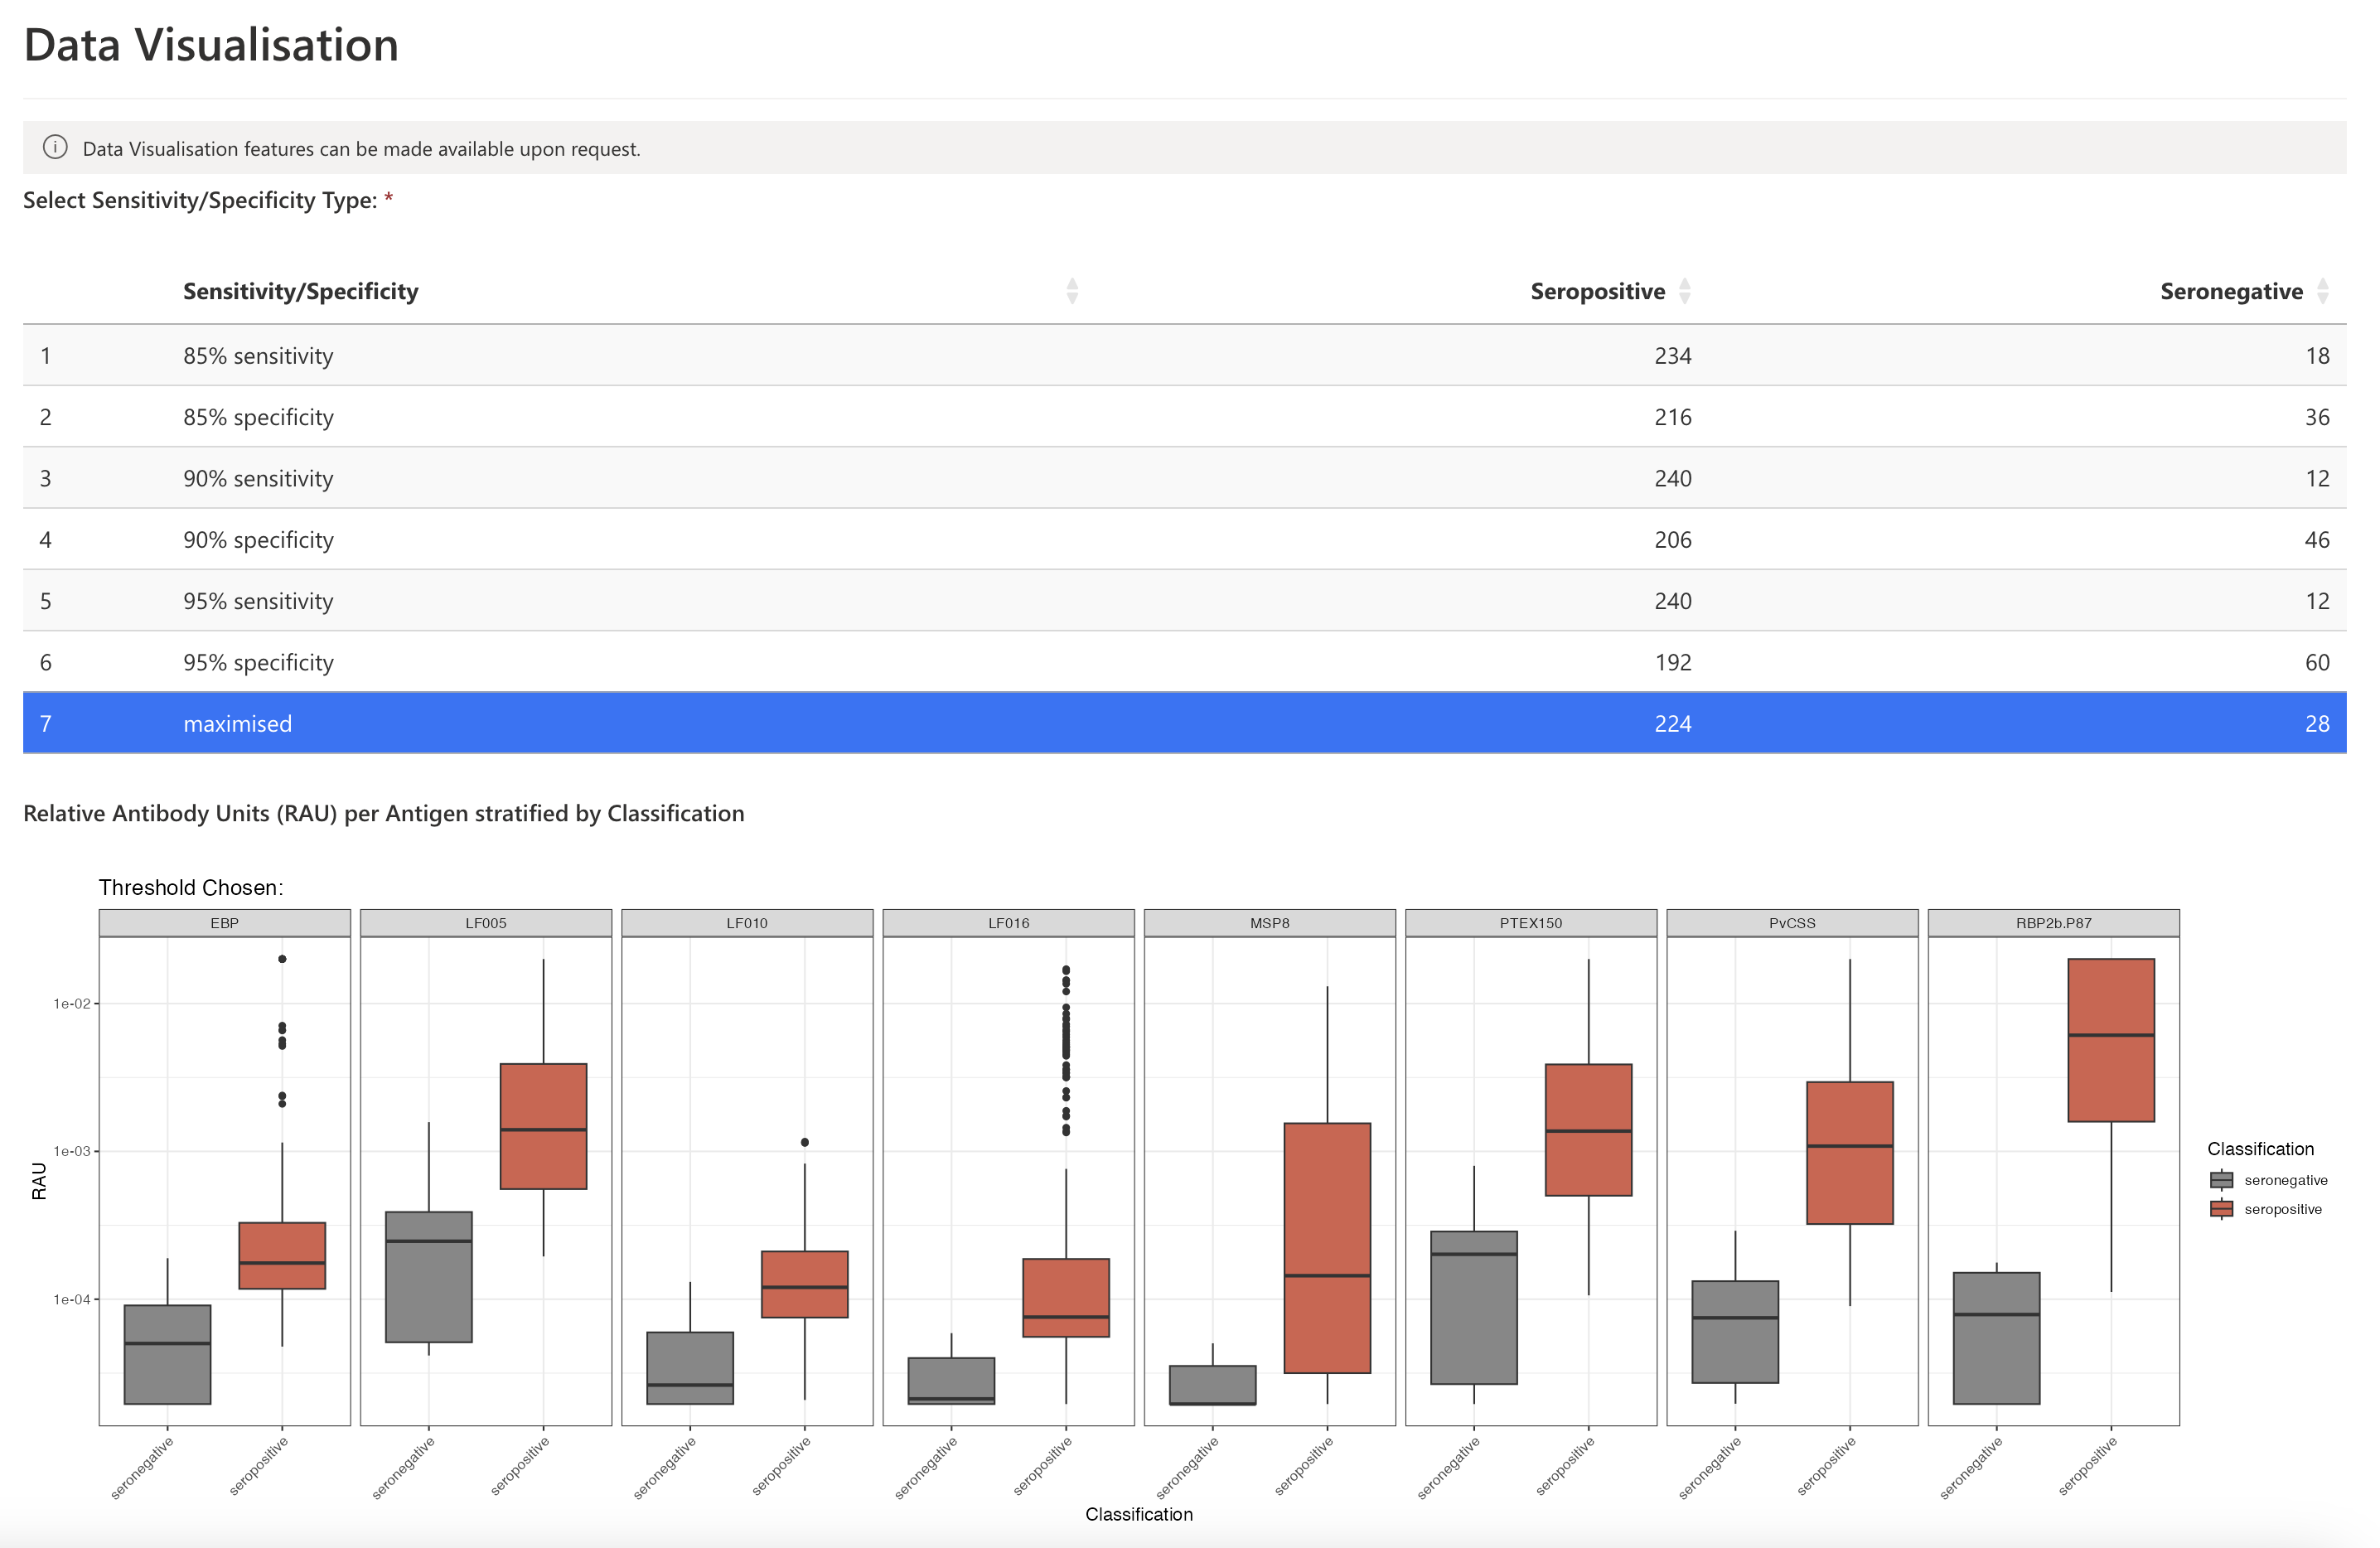 Data Visualisation
Data Visualisation features can be made available upon request.
Select Sensitivity/Specificity Type: *
Sensitivity/Specificity Seropositive Seronegative
1 85% sensitivity 234 18
2 85% specificity 216 36
3 90% sensitivity 240 12
4 90% specificity 206 46
5 95% sensitivity 240 12
6 95% specificity 192 60
7 maximised 224 28
Relative Antibody Units (RAU) per Antigen stratified by Classification
Threshold Chosen:
EBP LF005 LF010 LF016 MSP8 PTEX150 PvCSS RBP2b.P87
1e-02
1e-03
1e-04
RAU
seronegative seropositive seronegative seropositive seronegative seropositive seronegative seropositive seronegative seropositive seronegative seropositive seronegative seropositive seronegative seropositive
Classification
Classification
seronegative
seropositive